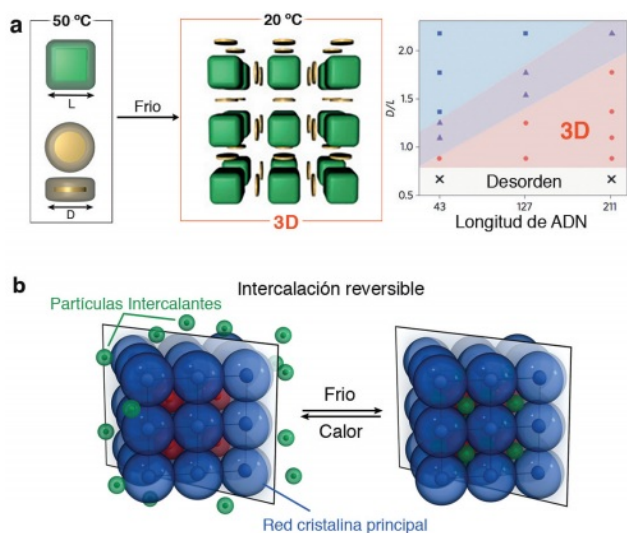 a
50 ºC
L
D
Frio
20 ºC
3D
D/L
2.0
1.5
1.0
0.5
3D
Desorden
43
127
211
Longitud de ADN
b
Intercalación reversible
Partículas Intercalantes
Frio
Calor
Red cristalina principal